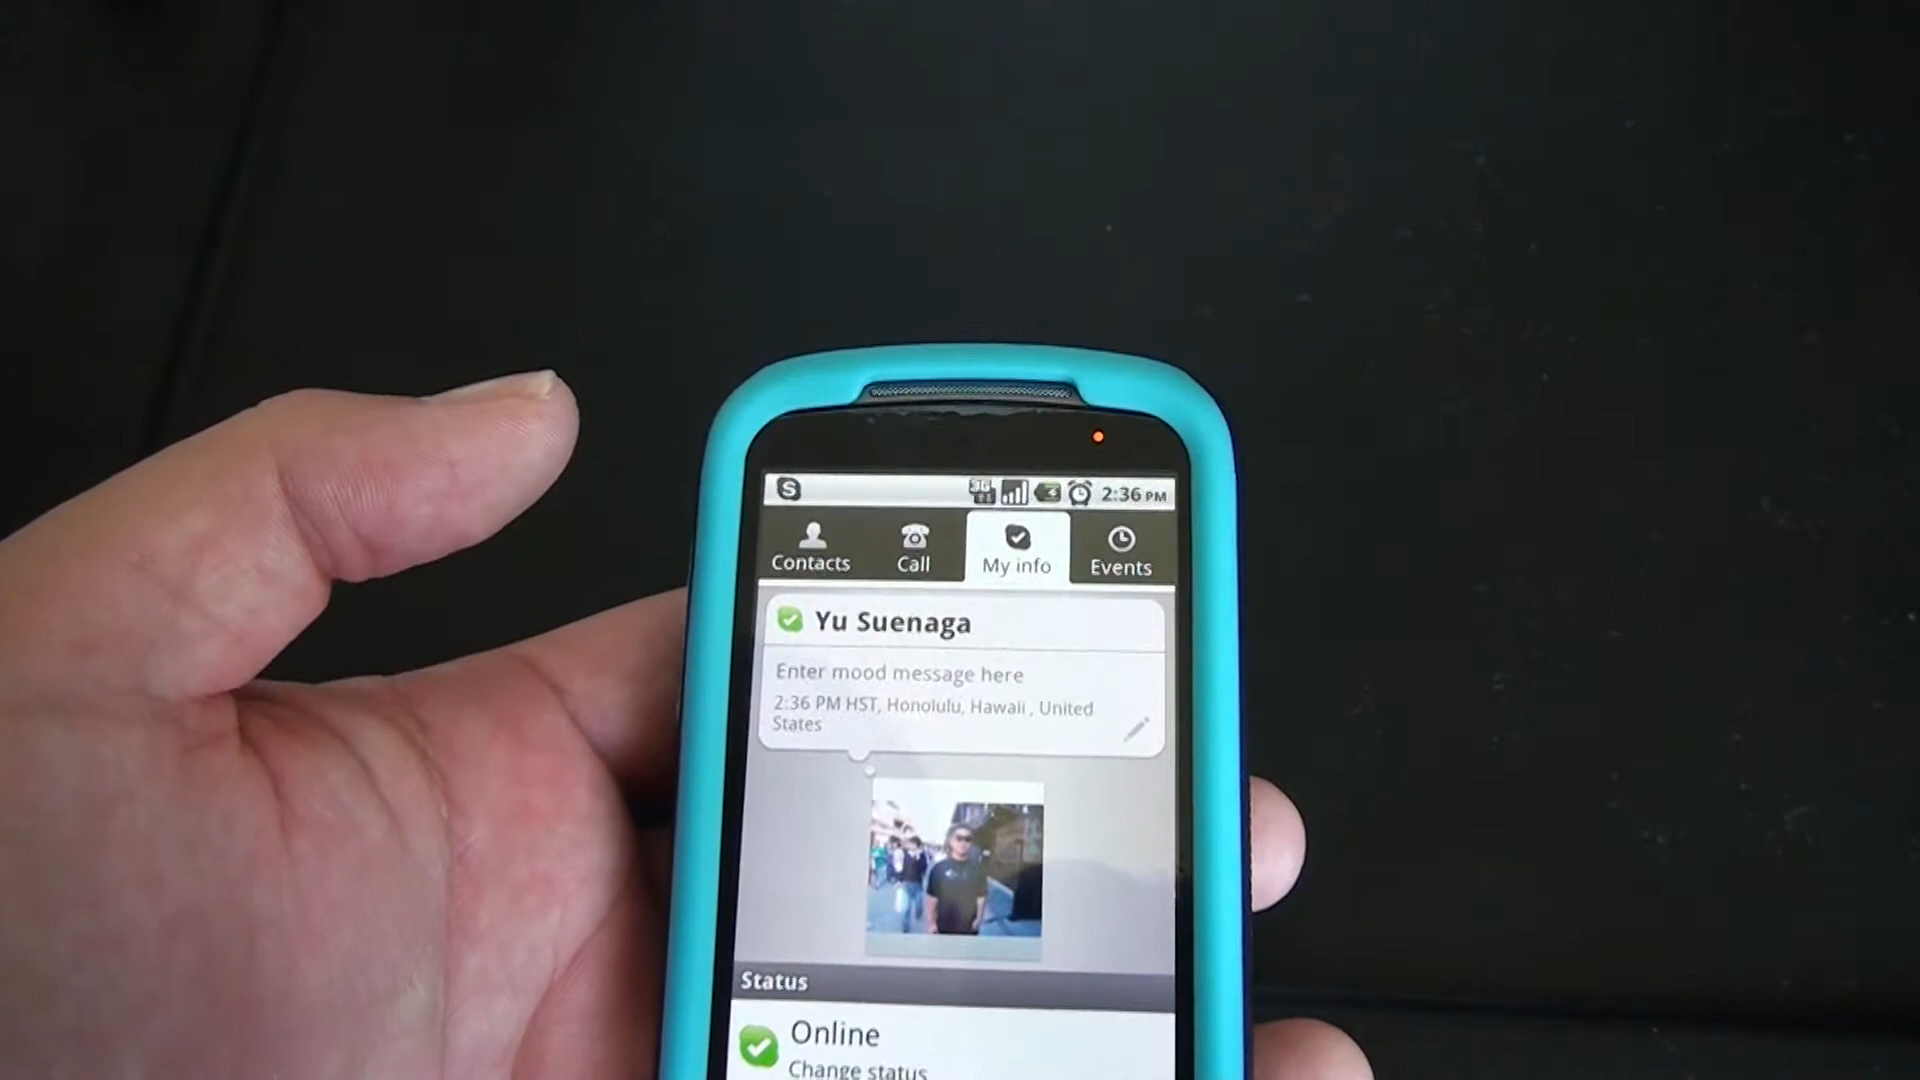 S 3G 2:36 PM
Contacts Call My info Events
Yu Suenaga
Enter mood message here
2:36 PM HST, Honolulu, Hawaii , United
States
Status
Online
Change status